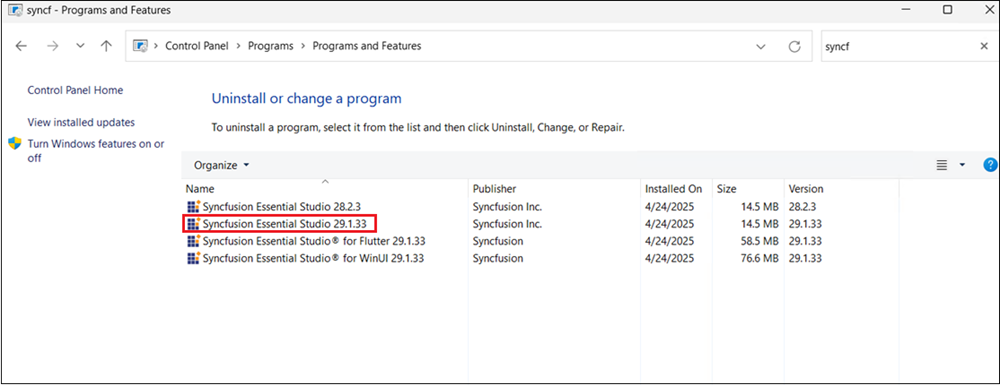 syncf - Programs and Features
Control Panel > Programs > Programs and Features
syncf
Control Panel Home
View installed updates
Turn Windows features on or
off
Uninstall or change a program
To uninstall a program, select it from the list and then click Uninstall, Change, or Repair.
Organize
?
Name Publisher Installed On Size Version
Syncfusion Essential Studio 28.2.3 Syncfusion Inc. 4/24/2025 14.5 MB 28.2.3
Syncfusion Essential Studio 29.1.33 Syncfusion Inc. 4/24/2025 14.5 MB 29.1.33
Syncfusion Essential Studio® for Flutter 29.1.33 Syncfusion 4/24/2025 58.5 MB 29.1.33
Syncfusion Essential Studio® for WinUI 29.1.33 Syncfusion 4/24/2025 76.6 MB 29.1.33